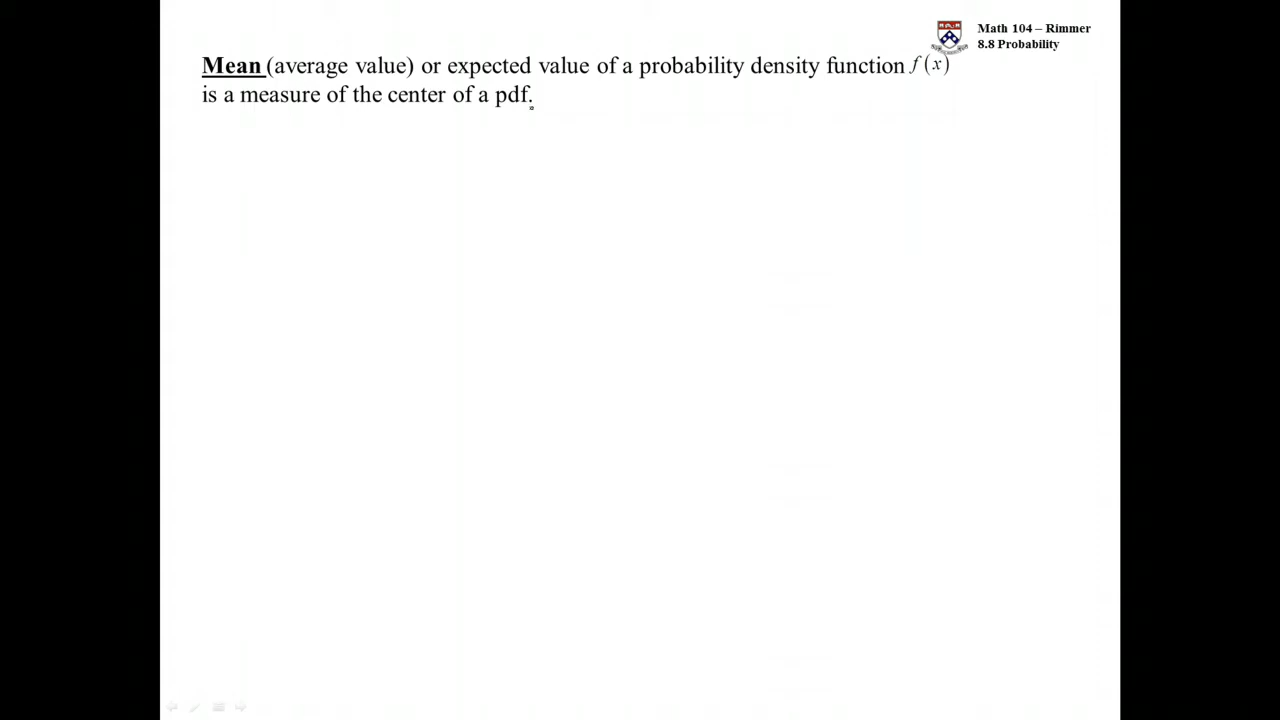 Math 104 – Rimmer
8.8 Probability
Mean (average value) or expected value of a probability density function f(x)
is a measure of the center of a pdf.